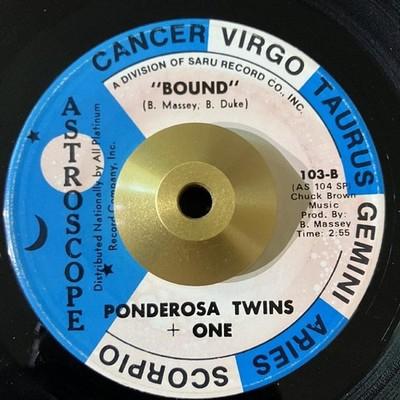 CANCER VIRGO TAURUS GEMINI ARIES SCORPIO
A DIVISION OF SARU RECORD CO., INC.
"BOUND"
(B. Massey, B. Duke)
ASTROSCOPE
Distributed Nationally by All Platinum
Record Company, Inc.
103-B
(AS 104 SP)
Chuck Brown
Music
Prod. By:
B. Massey
Time: 2:55
PONDEROSA TWINS
+ ONE